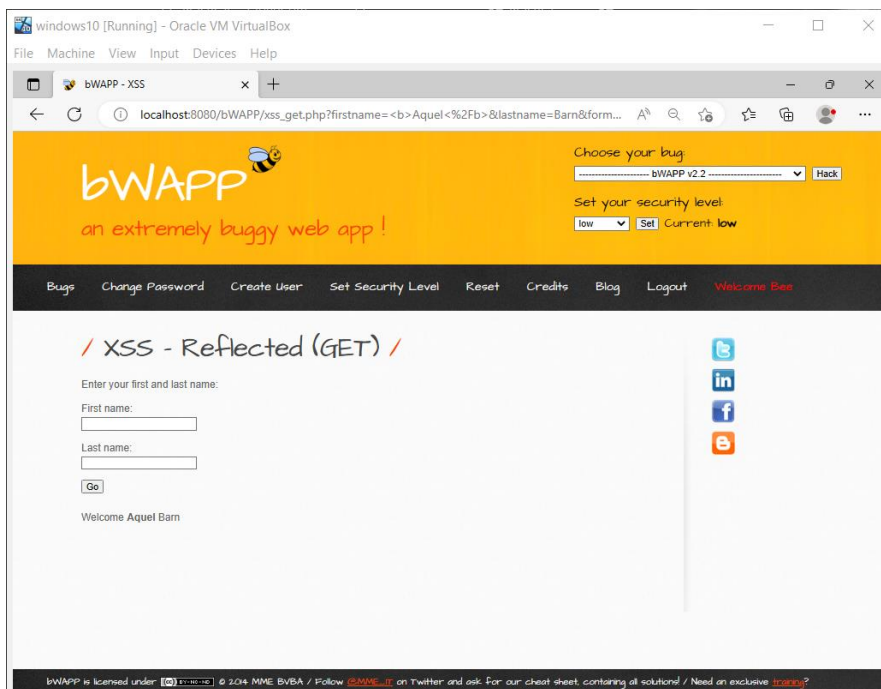 windows10 [Running] - Oracle VM VirtualBox
File Machine View Input Devices Help
bWAPP - XSS
localhost:8080/bWAPP/xss_get.php?firstname=<b>Aquel<%2Fb>&lastname=Barn&form...
bWAPP
an extremely buggy web app !
Choose your bug:
---------------------- bWAPP v2.2 ----------------------- Hack
Set your security level:
low Set Current: low
Bugs Change Password Create User Set Security Level Reset Credits Blog Logout Welcome Bee
/ XSS - Reflected (GET) /
Enter your first and last name:
First name:
Last name:
Go
Welcome Aquel Barn
bWAPP is licensed under (cc) BY-NC-ND © 2014 MME BVBA / Follow @MME_IT on Twitter and ask for our cheat sheet, containing all solutions! / Need an exclusive training?